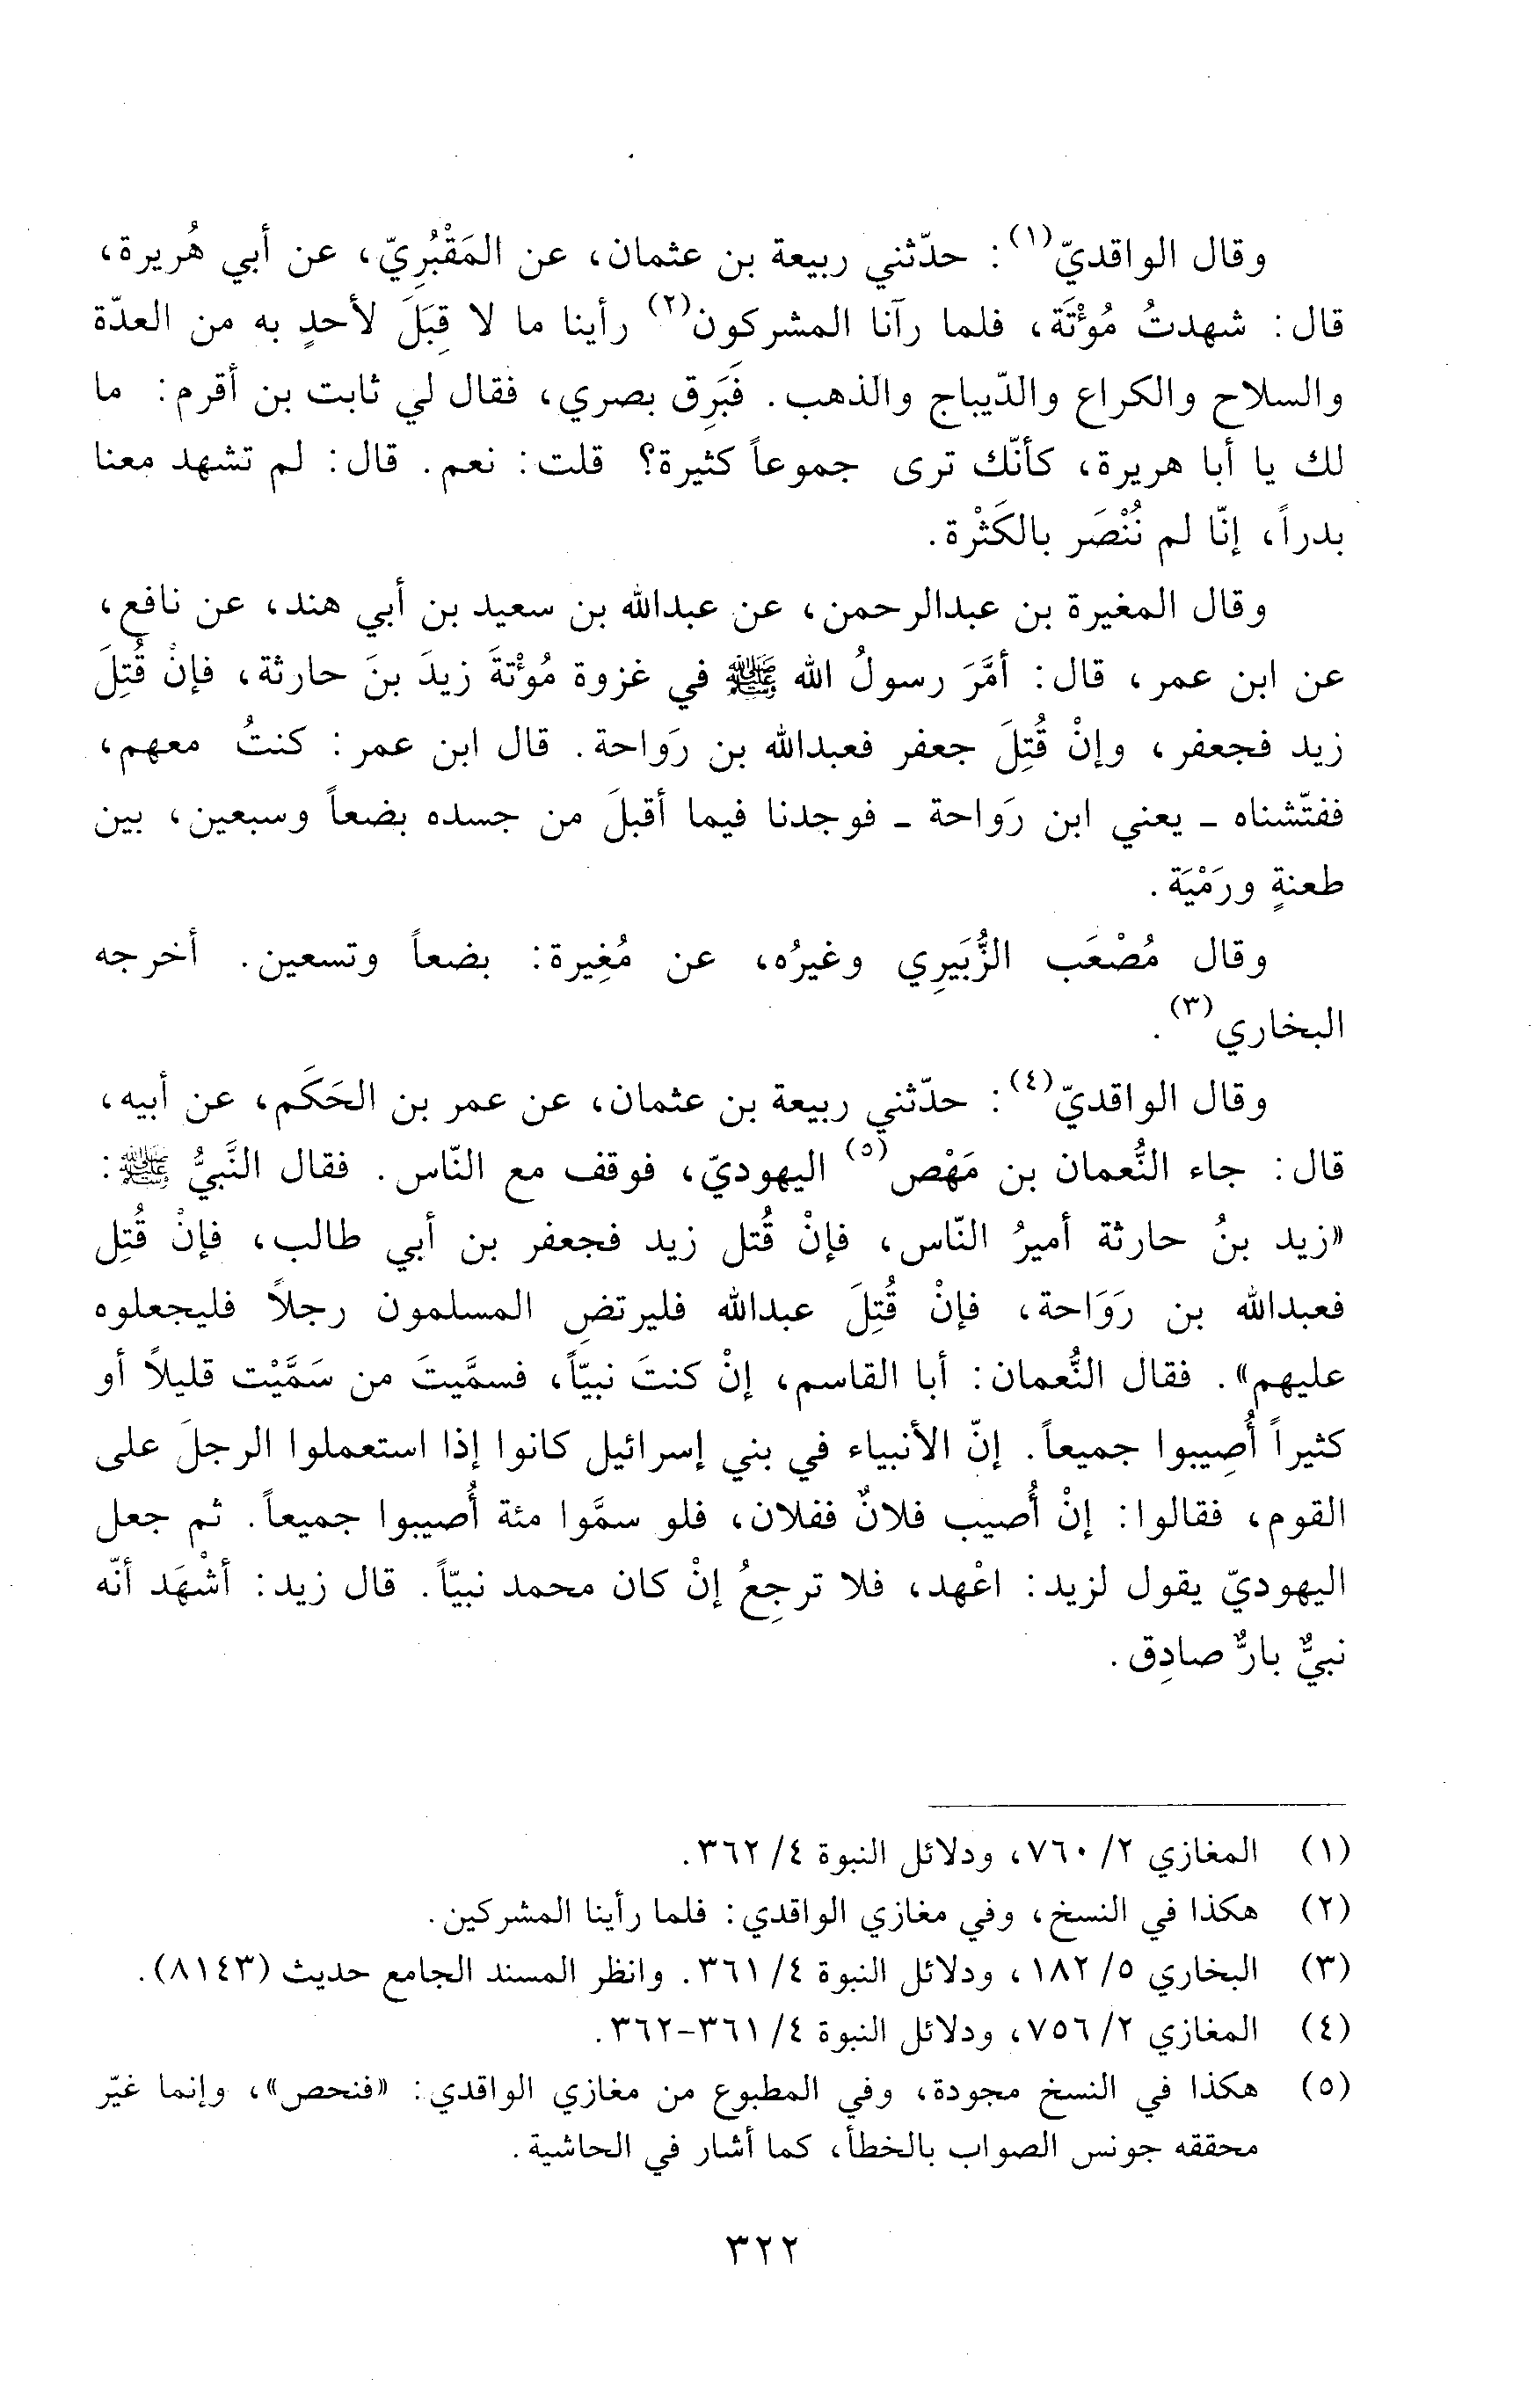 وقال الواقديّ(١): حدّثني ربيعة بن عثمان، عن المَقْبُرِيّ، عن أبي هُريرة،
قال: شهدتُ مُؤْتَة، فلما رآنا المشركون(٢) رأينا ما لا قِبَلَ لأحدٍ به من العدّة
والسلاح والكراع والدّيباج والذهب. فَبَرِق بصري، فقال لي ثابت بن أقرم: ما
لك يا أبا هريرة، كأنّك ترى جموعاً كثيرة؟ قلت: نعم. قال: لم تشهد معنا
بدراً، إنّا لم نُنْصَر بالكَثْرة.
وقال المغيرة بن عبدالرحمن، عن عبدالله بن سعيد بن أبي هند، عن نافع،
عن ابن عمر، قال: أمَّرَ رسولُ الله ﷺ في غزوة مُؤْتةَ زيدَ بنَ حارثة، فإنْ قُتِلَ
زيد فجعفر، وإنْ قُتِلَ جعفر فعبدالله بن رَواحة. قال ابن عمر: كنتُ معهم،
ففتّشناه ـ يعني ابن رَواحة ـ فوجدنا فيما أقبلَ من جسده بضعاً وسبعين، بين
طعنةٍ ورَمْيَة.
وقال مُصْعَب الزُّبَيرِي وغيرُه، عن مُغِيرة: بضعاً وتسعين. أخرجه
البخاري(٣).
وقال الواقديّ(٤): حدّثني ربيعة بن عثمان، عن عمر بن الحَكَم، عن أبيه،
قال: جاء النُّعمان بن مَهْص(٥) اليهوديّ، فوقف مع النّاس. فقال النَّبيُّ ﷺ:
«زيد بنُ حارثة أميرُ النّاس، فإنْ قُتل زيد فجعفر بن أبي طالب، فإنْ قُتِل
فعبدالله بن رَوَاحة، فإنْ قُتِلَ عبدالله فليرتضِ المسلمون رجلاً فليجعلوه
عليهم». فقال النُّعمان: أبا القاسم، إنْ كنتَ نبيّاً، فسمَّيتَ من سَمَّيْت قليلاً أو
كثيراً أُصِيبوا جميعاً. إنّ الأنبياء في بني إسرائيل كانوا إذا استعملوا الرجلَ على
القوم، فقالوا: إنْ أُصيب فلانٌ ففلان، فلو سمَّوا مئة أُصيبوا جميعاً. ثم جعل
اليهوديّ يقول لزيد: اعْهد، فلا ترجِعُ إنْ كان محمد نبيّاً. قال زيد: أشْهَد أنّه
نبيٌّ بارٌّ صادِق.
(١) المغازي ٢/ ٧٦٠، ودلائل النبوة ٤/ ٣٦٢.
(٢) هكذا في النسخ، وفي مغازي الواقدي: فلما رأينا المشركين.
(٣) البخاري ٥/ ١٨٢، ودلائل النبوة ٤/ ٣٦١. وانظر المسند الجامع حديث (٨١٤٣).
(٤) المغازي ٢/ ٧٥٦، ودلائل النبوة ٤/ ٣٦١-٣٦٢.
(٥) هكذا في النسخ مجودة، وفي المطبوع من مغازي الواقدي: «فنحص»، وإنما غيّر
محققه جونس الصواب بالخطأ، كما أشار في الحاشية.
٣٢٢